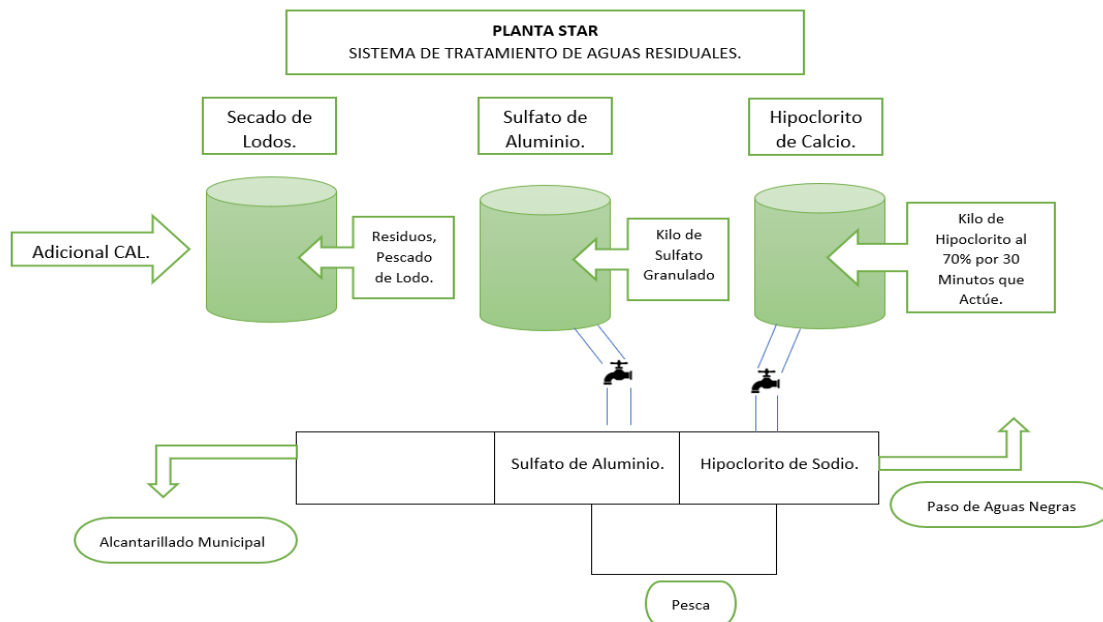 PLANTA STAR
SISTEMA DE TRATAMIENTO DE AGUAS RESIDUALES.
Secado de
Lodos.
Sulfato de
Aluminio.
Hipoclorito
de Calcio.
Adicional CAL.
Residuos,
Pescado
de Lodo.
Kilo de
Sulfato
Granulado
Kilo de
Hipoclorito al
70% por 30
Minutos que
Actúe.
Sulfato de Aluminio.
Hipoclorito de Sodio.
Alcantarillado Municipal
Paso de Aguas Negras
Pesca